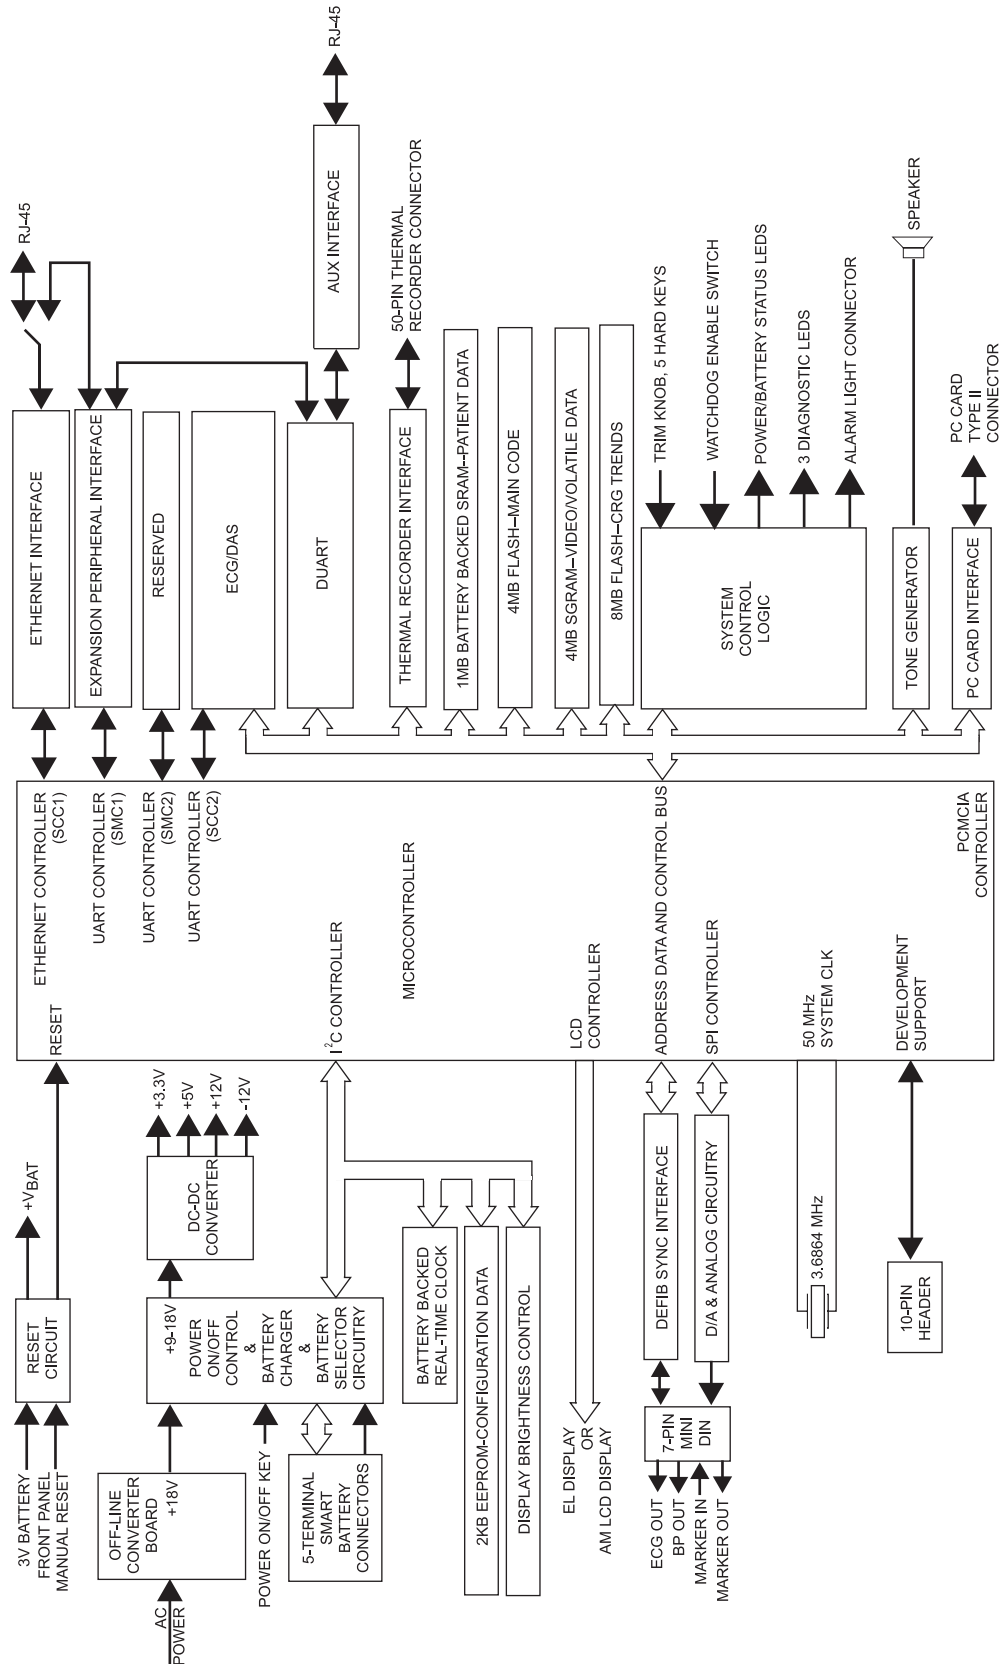 3V BATTERY
FRONT PANEL
MANUAL RESET
RESET
CIRCUIT
+VBAT
RESET
AC
POWER
OFF-LINE
CONVERTER
BOARD
+18V
+9-18V
POWER
ON/OFF
CONTROL
&
BATTERY
CHARGER
&
BATTERY
SELECTOR
CIRCUITRY
DC-DC
CONVERTER
+3.3V
+5V
+12V
-12V
POWER ON/OFF KEY
5-TERMINAL
SMART
BATTERY
CONNECTORS
I²C CONTROLLER
BATTERY BACKED
REAL-TIME CLOCK
2KB EEPROM-CONFIGURATION DATA
DISPLAY BRIGHTNESS CONTROL
EL DISPLAY
OR
AM LCD DISPLAY
LCD
CONTROLLER
ECG OUT
BP OUT
MARKER IN
MARKER OUT
7-PIN
MINI
DIN
DEFIB SYNC INTERFACE
D/A & ANALOG CIRCUITRY
ADDRESS DATA AND CONTROL BUS
SPI CONTROLLER
3.6864 MHz
50 MHz
SYSTEM CLK
10-PIN
HEADER
DEVELOPMENT
SUPPORT
MICROCONTROLLER
PCMCIA
CONTROLLER
ETHERNET CONTROLLER
(SCC1)
UART CONTROLLER
(SMC1)
UART CONTROLLER
(SMC2)
UART CONTROLLER
(SCC2)
ETHERNET INTERFACE
RJ-45
EXPANSION PERIPHERAL INTERFACE
RESERVED
ECG/DAS
DUART
AUX INTERFACE
RJ-45
THERMAL RECORDER INTERFACE
50-PIN THERMAL
RECORDER CONNECTOR
1MB BATTERY BACKED SRAM--PATIENT DATA
4MB FLASH–MAIN CODE
4MB SGRAM–VIDEO/VOLATILE DATA
8MB FLASH–CRG TRENDS
SYSTEM
CONTROL
LOGIC
TRIM KNOB, 5 HARD KEYS
WATCHDOG ENABLE SWITCH
POWER/BATTERY STATUS LEDS
3 DIAGNOSTIC LEDS
ALARM LIGHT CONNECTOR
TONE GENERATOR
SPEAKER
PC CARD INTERFACE
PC CARD
TYPE II
CONNECTOR